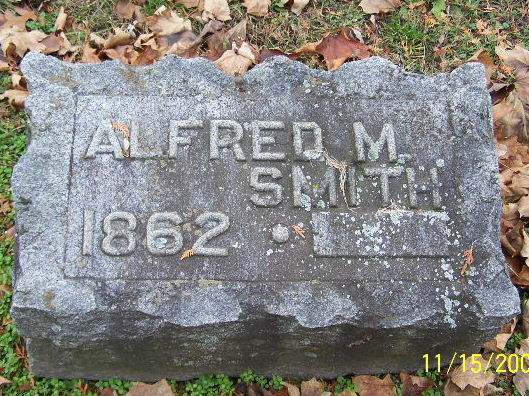 ALFRED M.
SMITH
1862 •
11/15/200